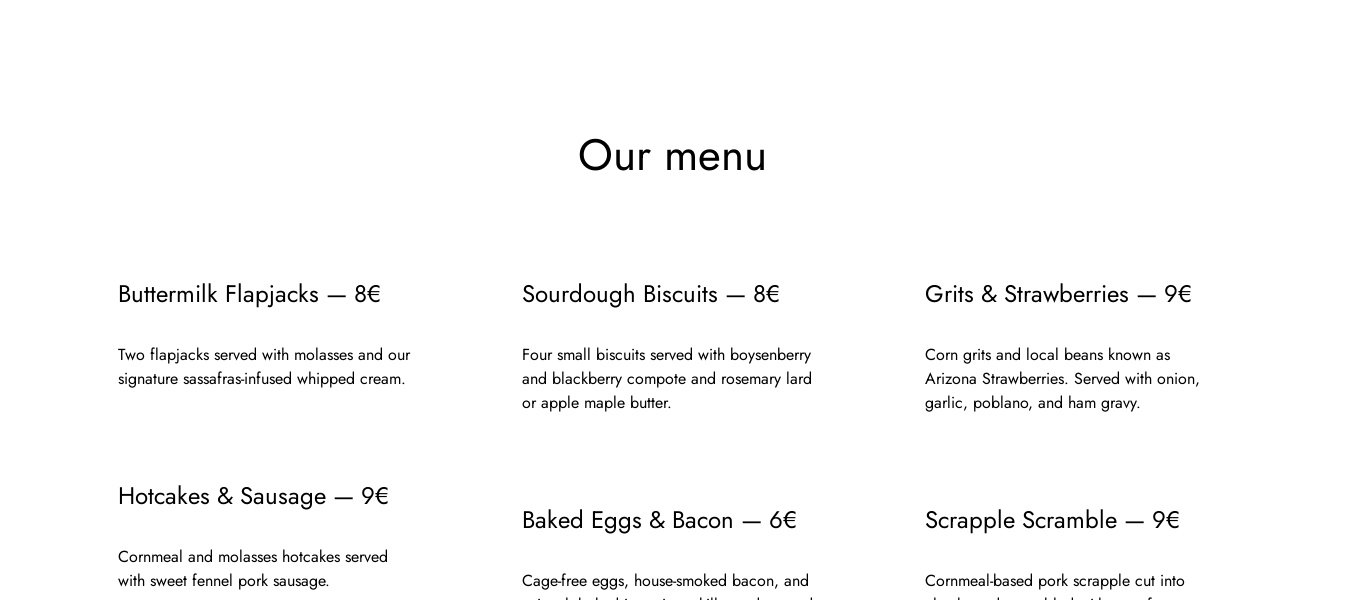 Our menu
Buttermilk Flapjacks — 8€
Two flapjacks served with molasses and our
signature sassafras-infused whipped cream.
Hotcakes & Sausage — 9€
Cornmeal and molasses hotcakes served
with sweet fennel pork sausage.
Sourdough Biscuits — 8€
Four small biscuits served with boysenberry
and blackberry compote and rosemary lard
or apple maple butter.
Baked Eggs & Bacon — 6€
Cage-free eggs, house-smoked bacon, and
Grits & Strawberries — 9€
Corn grits and local beans known as
Arizona Strawberries. Served with onion,
garlic, poblano, and ham gravy.
Scrapple Scramble — 9€
Cornmeal-based pork scrapple cut into